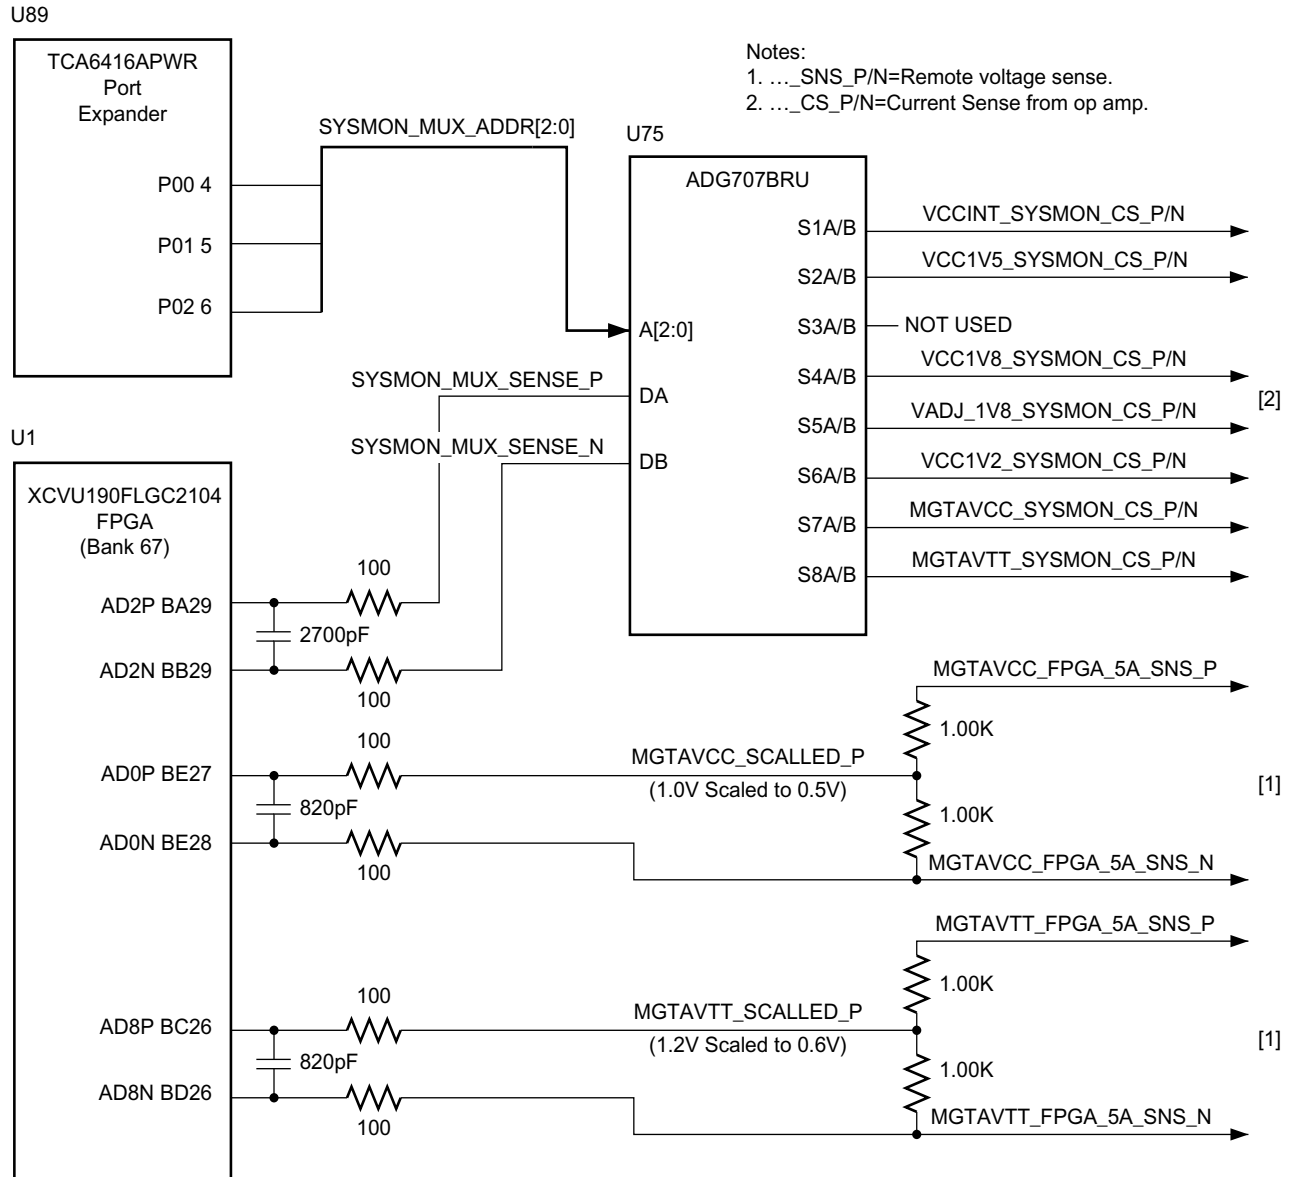 U89
TCA6416APWR
Port
Expander
P00 4
P01 5
P02 6
SYSMON_MUX_ADDR[2:0]
Notes:
1. …_SNS_P/N=Remote voltage sense.
2. …_CS_P/N=Current Sense from op amp.
U75
ADG707BRU
S1A/B
VCCINT_SYSMON_CS_P/N
S2A/B
VCC1V5_SYSMON_CS_P/N
S3A/B
NOT USED
A[2:0]
S4A/B
VCC1V8_SYSMON_CS_P/N
[2]
SYSMON_MUX_SENSE_P
DA
S5A/B
VADJ_1V8_SYSMON_CS_P/N
SYSMON_MUX_SENSE_N
DB
S6A/B
VCC1V2_SYSMON_CS_P/N
S7A/B
MGTAVCC_SYSMON_CS_P/N
S8A/B
MGTAVTT_SYSMON_CS_P/N
U1
XCVU190FLGC2104
FPGA
(Bank 67)
AD2P BA29
100
2700pF
AD2N BB29
100
MGTAVCC_FPGA_5A_SNS_P
1.00K
100
AD0P BE27
MGTAVCC_SCALLED_P
(1.0V Scaled to 0.5V)
[1]
820pF
1.00K
AD0N BE28
100
MGTAVCC_FPGA_5A_SNS_N
MGTAVTT_FPGA_5A_SNS_P
1.00K
100
AD8P BC26
MGTAVTT_SCALLED_P
(1.2V Scaled to 0.6V)
[1]
820pF
1.00K
AD8N BD26
100
MGTAVTT_FPGA_5A_SNS_N